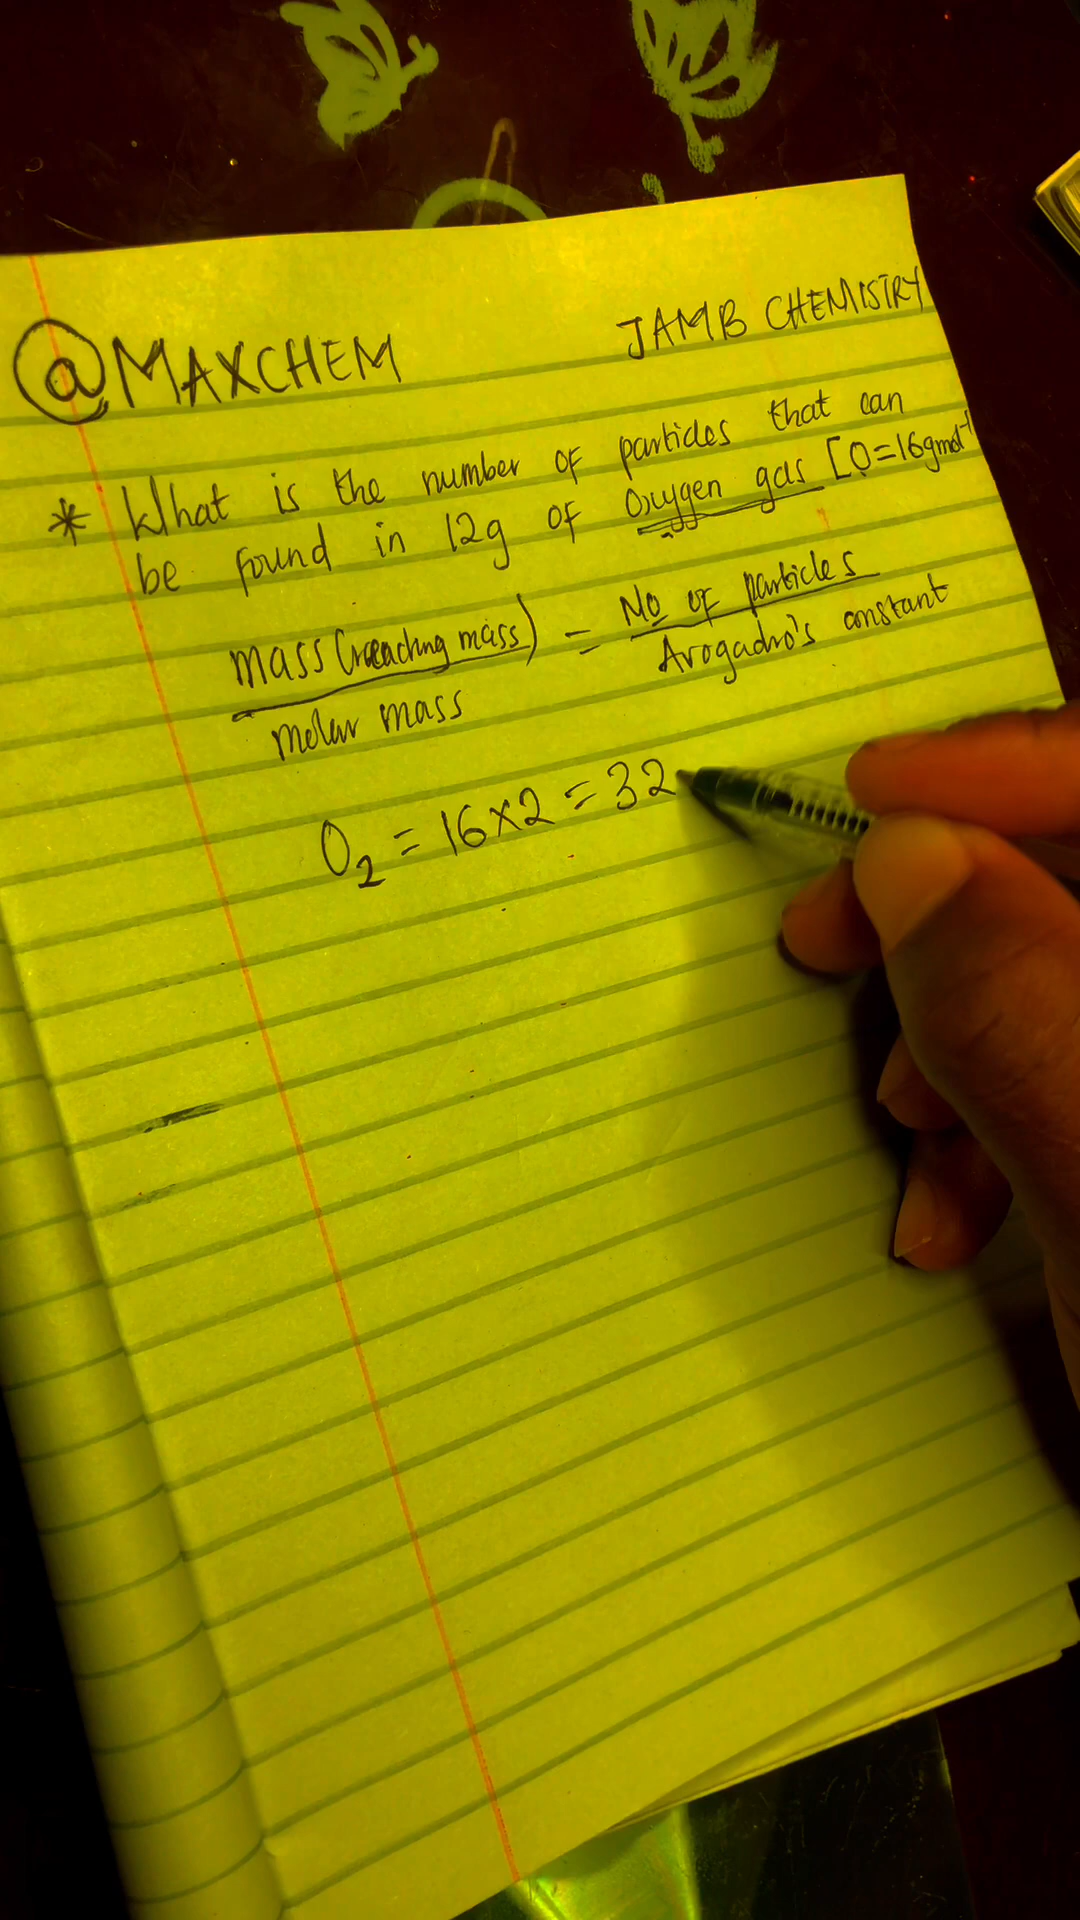 @MAXCHEM JAMB CHEMISTRY
* What is the number of particles that can
be found in 12g of Oxygen gas [O=16gmol⁻¹
mass (reacting mass) = No of particles
molar mass Avogadro's constant
O₂ = 16×2 = 32